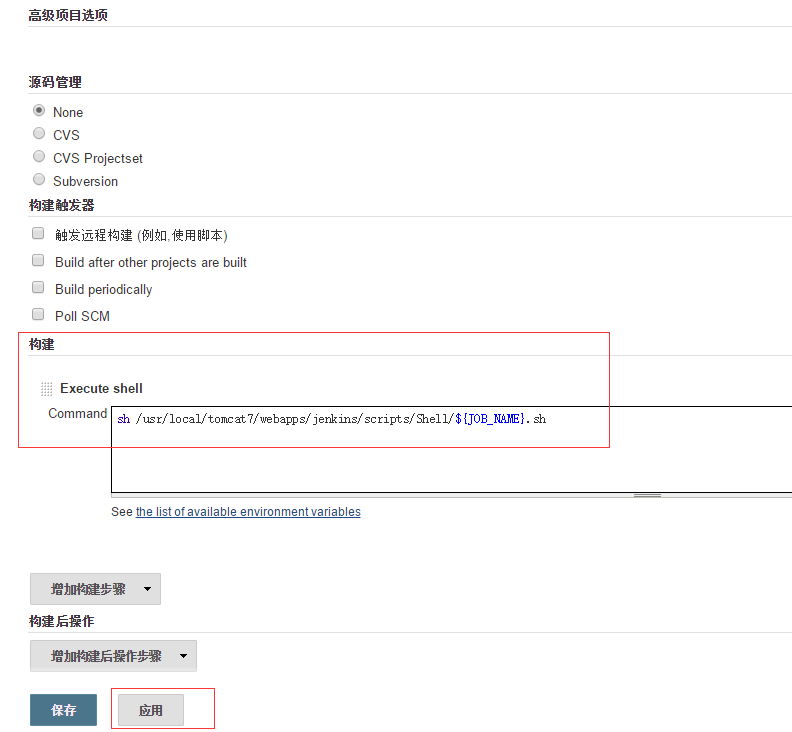 高级项目选项
源码管理
None
CVS
CVS Projectset
Subversion
构建触发器
触发远程构建 (例如,使用脚本)
Build after other projects are built
Build periodically
Poll SCM
构建
Execute shell
Command sh /usr/local/tomcat7/webapps/jenkins/scripts/Shell/${JOB_NAME}.sh
See the list of available environment variables
增加构建步骤
构建后操作
增加构建后操作步骤
保存 应用